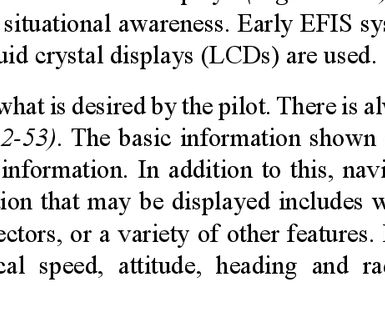 situational awareness. Early EFIS sys
uid crystal displays (LCDs) are used.
what is desired by the pilot. There is al
2-53). The basic information shown
information. In addition to this, navi
ion that may be displayed includes w
ectors, or a variety of other features.
cal speed, attitude, heading and ra